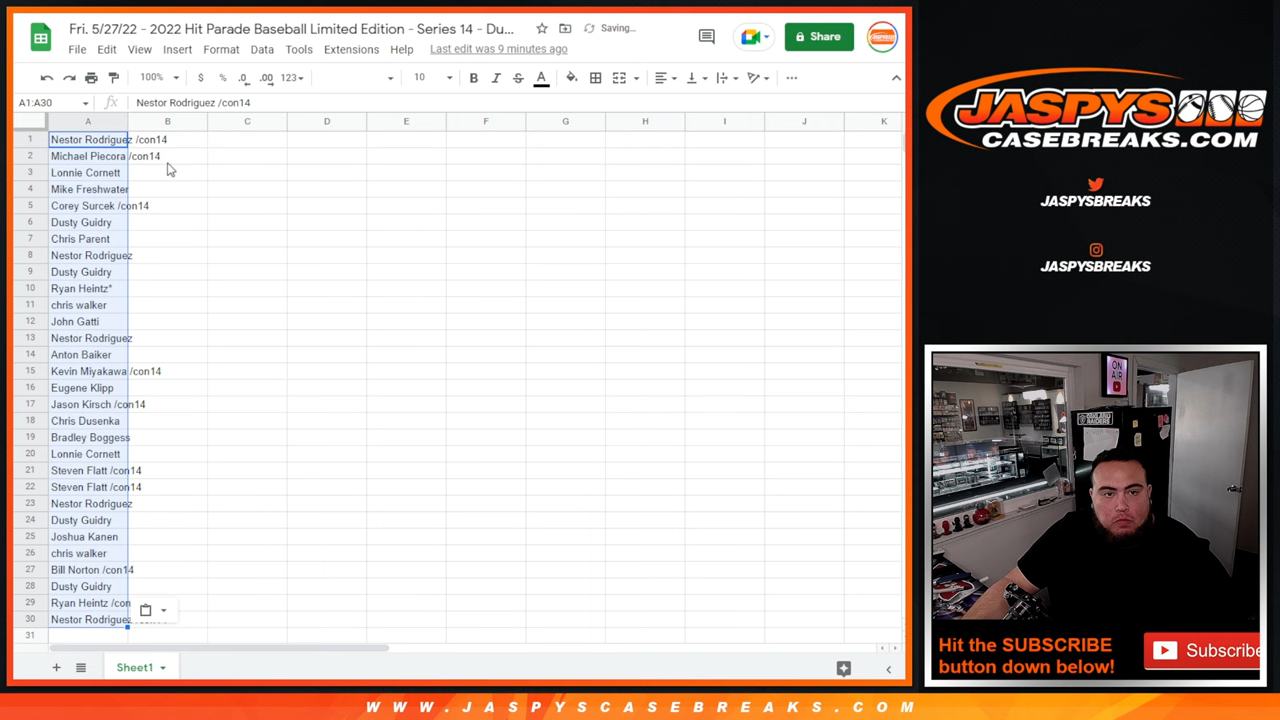 Fri. 5/27/22 - 2022 Hit Parade Baseball Limited Edition - Series 14 - Du...
Saving...
File Edit View Insert Format Data Tools Extensions Help Last edit was 9 minutes ago
Share
100% $ % .0 .00 123 10 B I S A
A1:A30 fx Nestor Rodriguez /con14
A B C D E F G H I J K
1 Nestor Rodriguez /con14
2 Michael Piecora /con14
3 Lonnie Cornett
4 Mike Freshwater
5 Corey Surcek /con14
6 Dusty Guidry
7 Chris Parent
8 Nestor Rodriguez
9 Dusty Guidry
10 Ryan Heintz*
11 chris walker
12 John Gatti
13 Nestor Rodriguez
14 Anton Baiker
15 Kevin Miyakawa /con14
16 Eugene Klipp
17 Jason Kirsch /con14
18 Chris Dusenka
19 Bradley Boggess
20 Lonnie Cornett
21 Steven Flatt /con14
22 Steven Flatt /con14
23 Nestor Rodriguez
24 Dusty Guidry
25 Joshua Kanen
26 chris walker
27 Bill Norton /con14
28 Dusty Guidry
29 Ryan Heintz /con
30 Nestor Rodriguez
31
Sheet1
JASPYS
CASEBREAKS.COM
JASPYSBREAKS
JASPYSBREAKS
ON
AIR
Hit the SUBSCRIBE
button down below!
Subscribe
WWW.JASPYSCASEBREAKS.COM